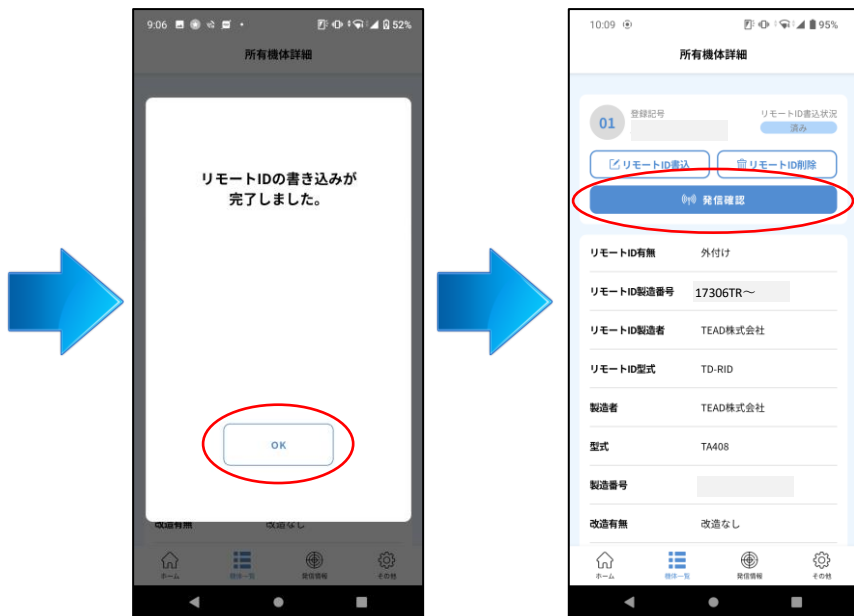 9:06
52%
所有機体詳細
リモートIDの書き込みが
完了しました。
OK
改造有無 改造なし
ホーム 機体一覧 発信情報 その他
10:09
95%
所有機体詳細
01 登録記号 リモートID書込状況
済み
リモートID書込 リモートID削除
発信確認
リモートID有無 外付け
リモートID製造番号 17306TR～
リモートID製造者 TEAD株式会社
リモートID型式 TD-RID
製造者 TEAD株式会社
型式 TA408
製造番号
改造有無 改造なし
ホーム 機体一覧 発信情報 その他